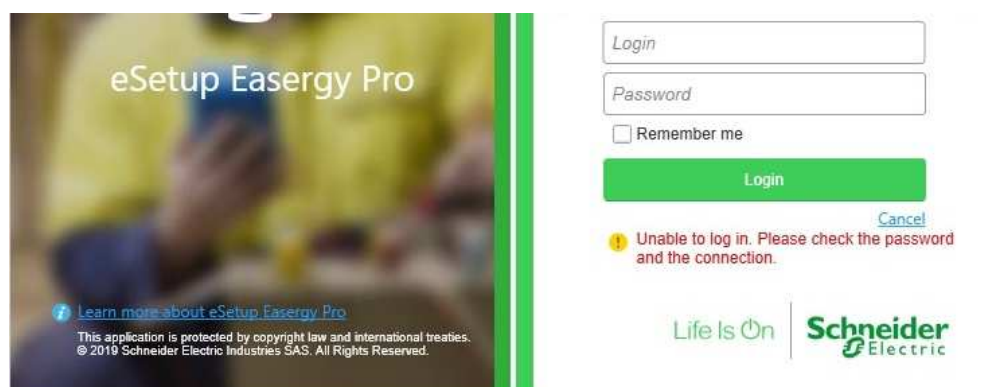 eSetup Easergy Pro
Learn more about eSetup Easergy Pro
This application is protected by copyright law and international treaties.
© 2019 Schneider Electric Industries SAS. All Rights Reserved.
Login
Password
Remember me
Login
Cancel
Unable to log in. Please check the password
and the connection.
Life Is On
Schneider
Electric